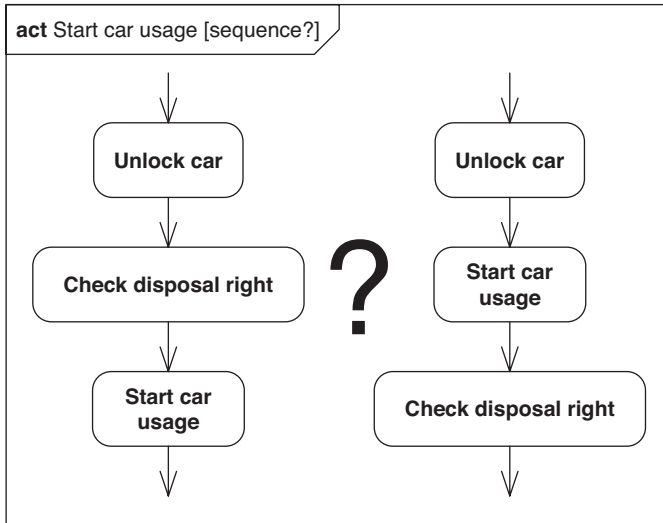 act Start car usage [sequence?]
Unlock car
Check disposal right
Start car
usage
?
Unlock car
Start car
usage
Check disposal right